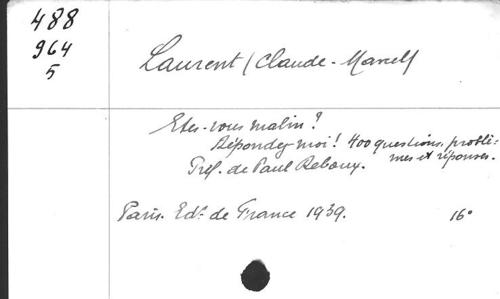 488
964
5
Laurent (Claude-Marcel)
Etes-vous malin?
Répondez-moi! 400 questions, problè-
mes et réponses.
Préf. de Paul Reboux.
Paris. Edᵗ. de France 1939. 16°